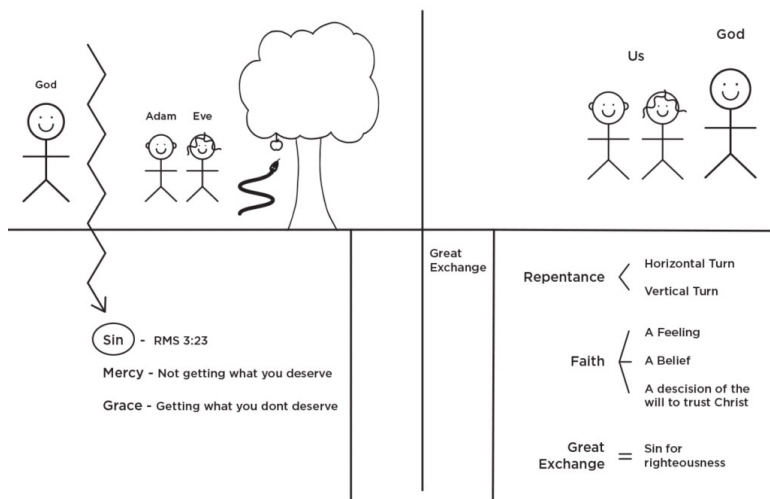 God
Adam Eve
Us
God
Great
Exchange
Sin - RMS 3:23
Mercy - Not getting what you deserve
Grace - Getting what you dont deserve
Repentance
Horizontal Turn
Vertical Turn
Faith
A Feeling
A Belief
A descision of the
will to trust Christ
Great
Exchange
=
Sin for
righteousness